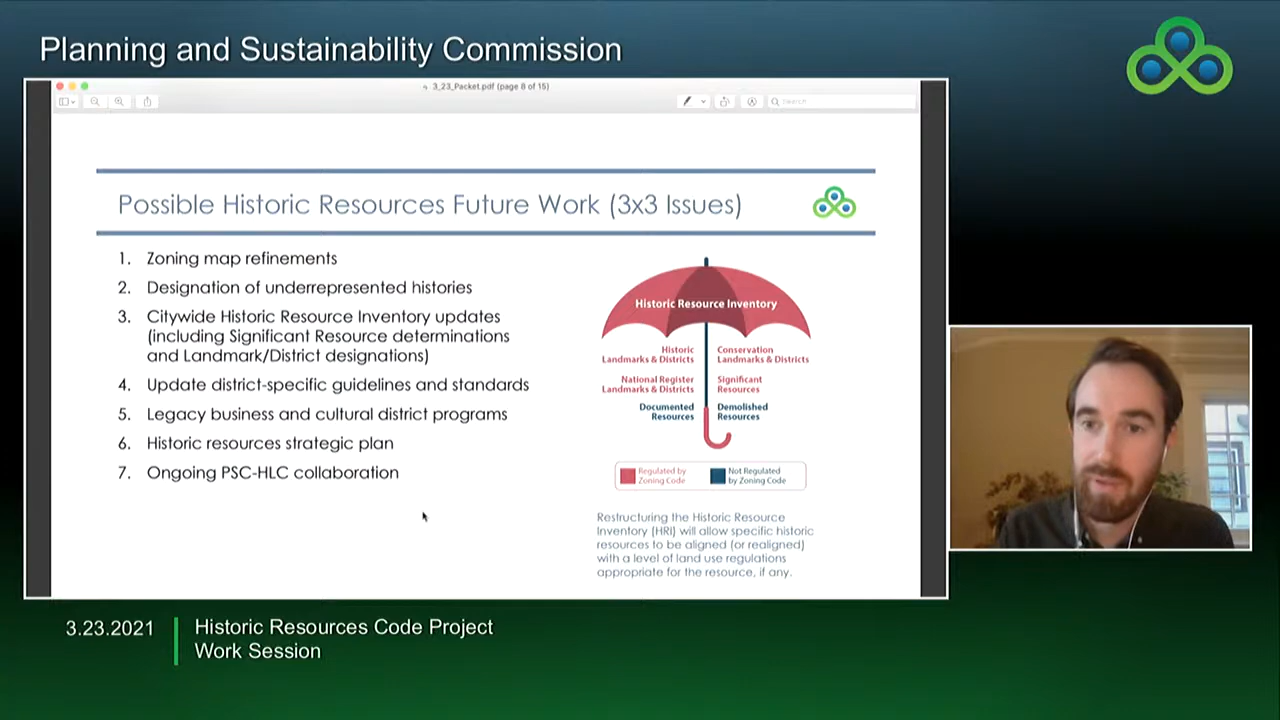 Planning and Sustainability Commission
3_23_Packet.pdf (page 8 of 15)
Search
Possible Historic Resources Future Work (3x3 Issues)
1. Zoning map refinements
2. Designation of underrepresented histories
3. Citywide Historic Resource Inventory updates
(including Significant Resource determinations
and Landmark/District designations)
4. Update district-specific guidelines and standards
5. Legacy business and cultural district programs
6. Historic resources strategic plan
7. Ongoing PSC-HLC collaboration
Historic Resource Inventory
Historic
Landmarks & Districts
Conservation
Landmarks & Districts
National Register
Landmarks & Districts
Significant
Resources
Documented
Resources
Demolished
Resources
Regulated by
Zoning Code
Not Regulated
by Zoning Code
Restructuring the Historic Resource
Inventory (HRI) will allow specific historic
resources to be aligned (or realigned)
with a level of land use regulations
appropriate for the resource, if any.
3.23.2021
Historic Resources Code Project
Work Session